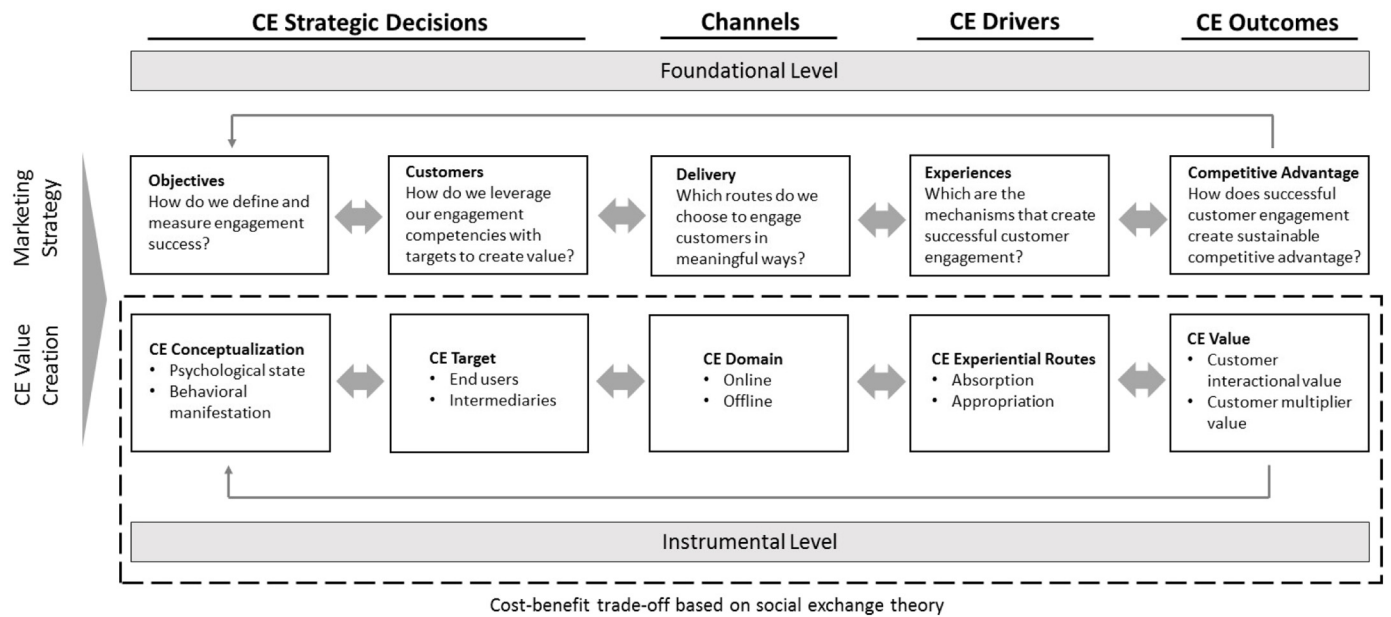 CE Strategic Decisions
Channels
CE Drivers
CE Outcomes
Foundational Level
Marketing
Strategy
Objectives
How do we define and
measure engagement
success?
Customers
How do we leverage
our engagement
competencies with
targets to create value?
Delivery
Which routes do we
choose to engage
customers in
meaningful ways?
Experiences
Which are the
mechanisms that create
successful customer
engagement?
Competitive Advantage
How does successful
customer engagement
create sustainable
competitive advantage?
CE Value
Creation
CE Conceptualization
• Psychological state
• Behavioral
manifestation
CE Target
• End users
• Intermediaries
CE Domain
• Online
• Offline
CE Experiential Routes
• Absorption
• Appropriation
CE Value
• Customer
interactional value
• Customer multiplier
value
Instrumental Level
Cost-benefit trade-off based on social exchange theory